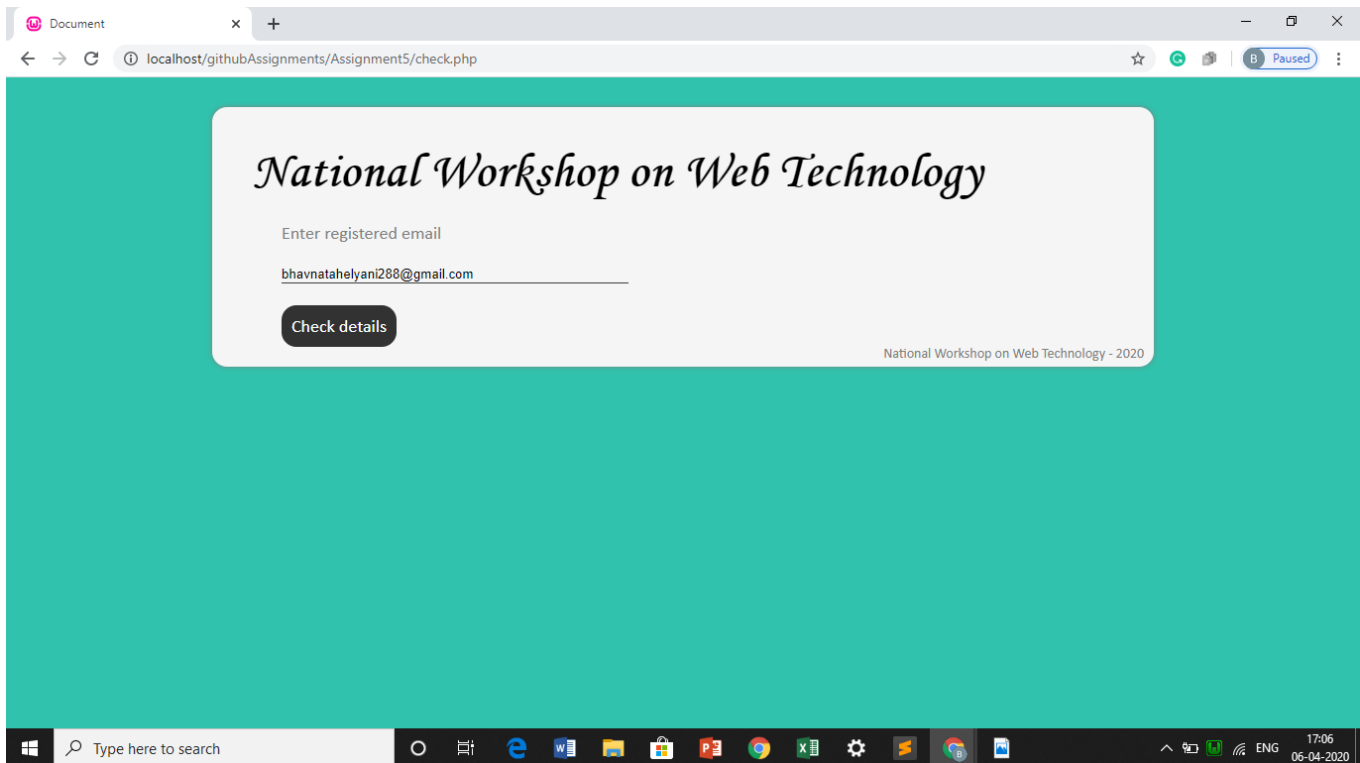 Document
localhost/githubAssignments/Assignment5/check.php
B Paused
National Workshop on Web Technology
Enter registered email
bhavnatahelyani288@gmail.com
Check details
National Workshop on Web Technology - 2020
Type here to search
ENG
17:06
06-04-2020